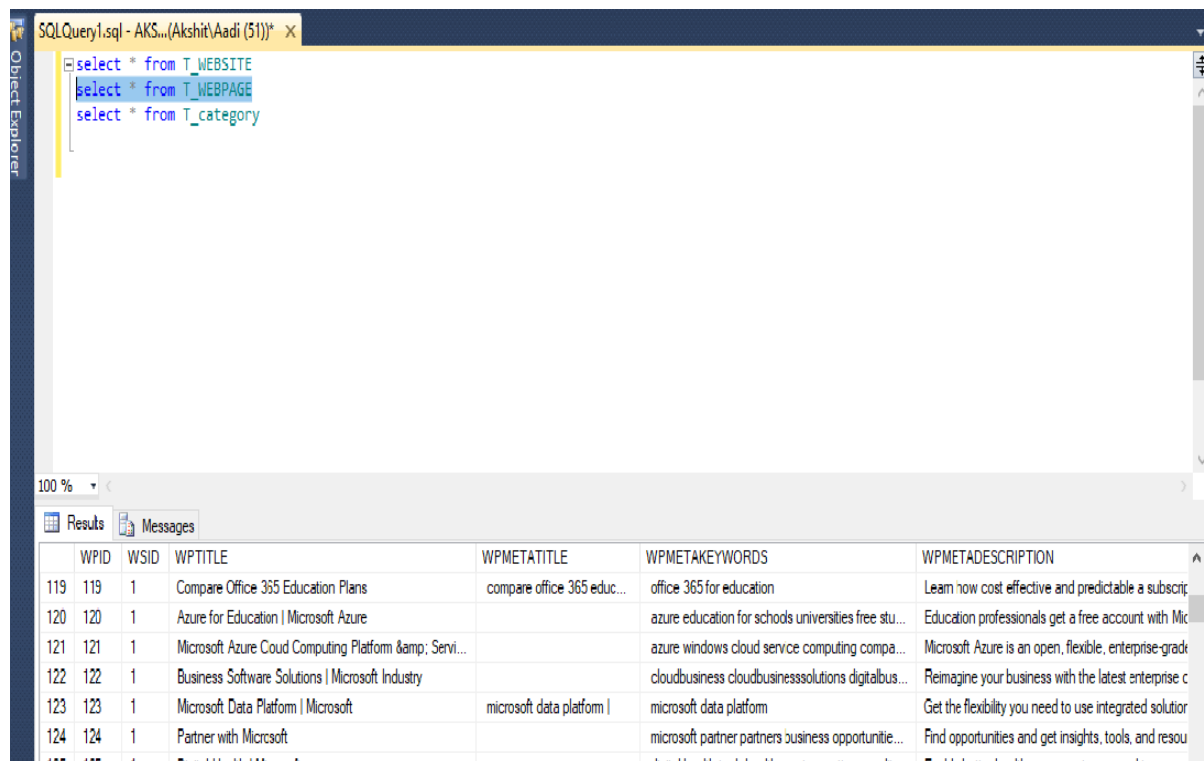 SQLQuery1.sql - AKS...(Akshit\Aadi (51))* X
Object Explorer
select * from T_WEBSITE
select * from T_WEBPAGE
select * from T_category
100 %
Results Messages
WPID WSID WPTITLE WPMETATITLE WPMETAKEYWORDS WPMETADESCRIPTION
119 119 1 Compare Office 365 Education Plans compare office 365 educ... office 365 for education Learn how cost effective and predictable a subscrip
120 120 1 Azure for Education | Microsoft Azure azure education for schools universities free stu... Education professionals get a free account with Mic
121 121 1 Microsoft Azure Coud Computing Platform &amp; Servi... azure windows cloud service computing compa... Microsoft Azure is an open, flexible, enterprise-grade
122 122 1 Business Software Solutions | Microsoft Industry cloudbusiness cloudbusinesssolutions digitalbus... Reimagine your business with the latest enterprise c
123 123 1 Microsoft Data Platform | Microsoft microsoft data platform | microsoft data platform Get the flexibility you need to use integrated solution
124 124 1 Partner with Microsoft microsoft partner partners business opportunitie... Find opportunities and get insights, tools, and resou